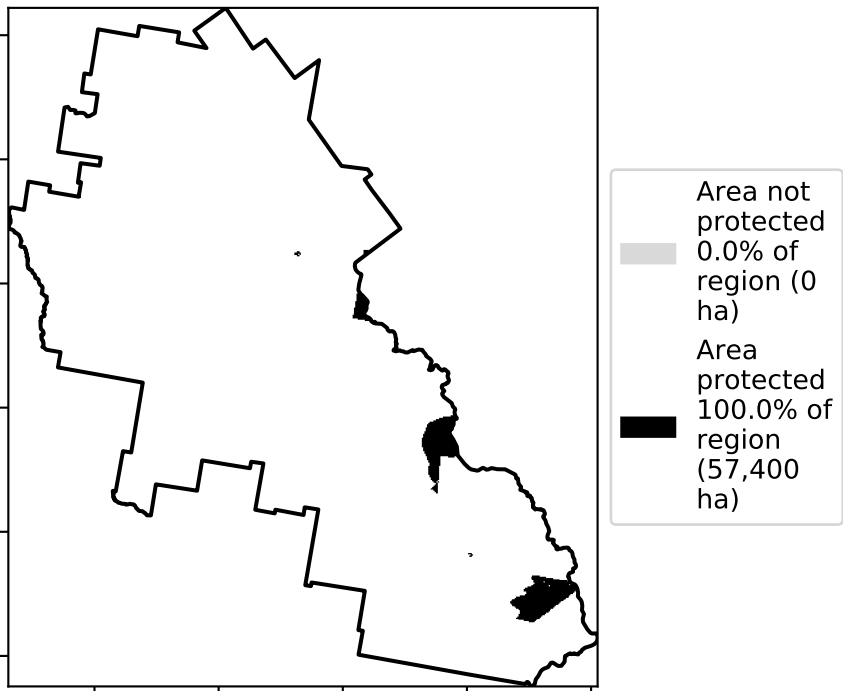 Area not
protected
0.0% of
region (0
ha)
Area
protected
100.0% of
region
(57,400
ha)